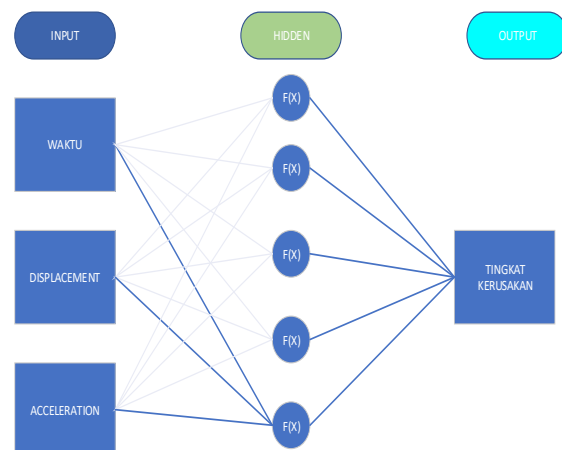 INPUT
HIDDEN
OUTPUT
WAKTU
DISPLACEMENT
ACCELERATION
F(X)
F(X)
F(X)
F(X)
F(X)
TINGKAT
KERUSAKAN